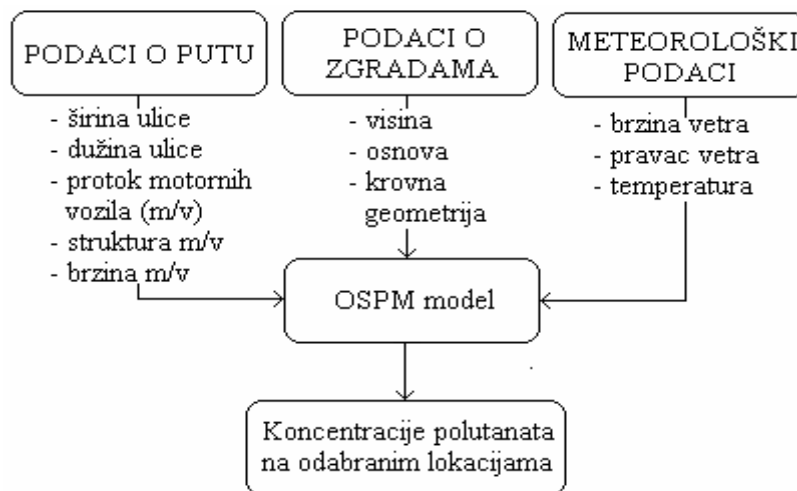 PODACI O PUTU
- širina ulice
- dužina ulice
- protok motornih
vozila (m/v)
- struktura m/v
- brzina m/v
PODACI O
ZGRADAMA
- visina
- osnova
- krovna
geometrija
METEOROLOŠKI
PODACI
- brzina vetra
- pravac vetra
- temperatura
OSPM model
Koncentracije polutanata
na odabranim lokacijama